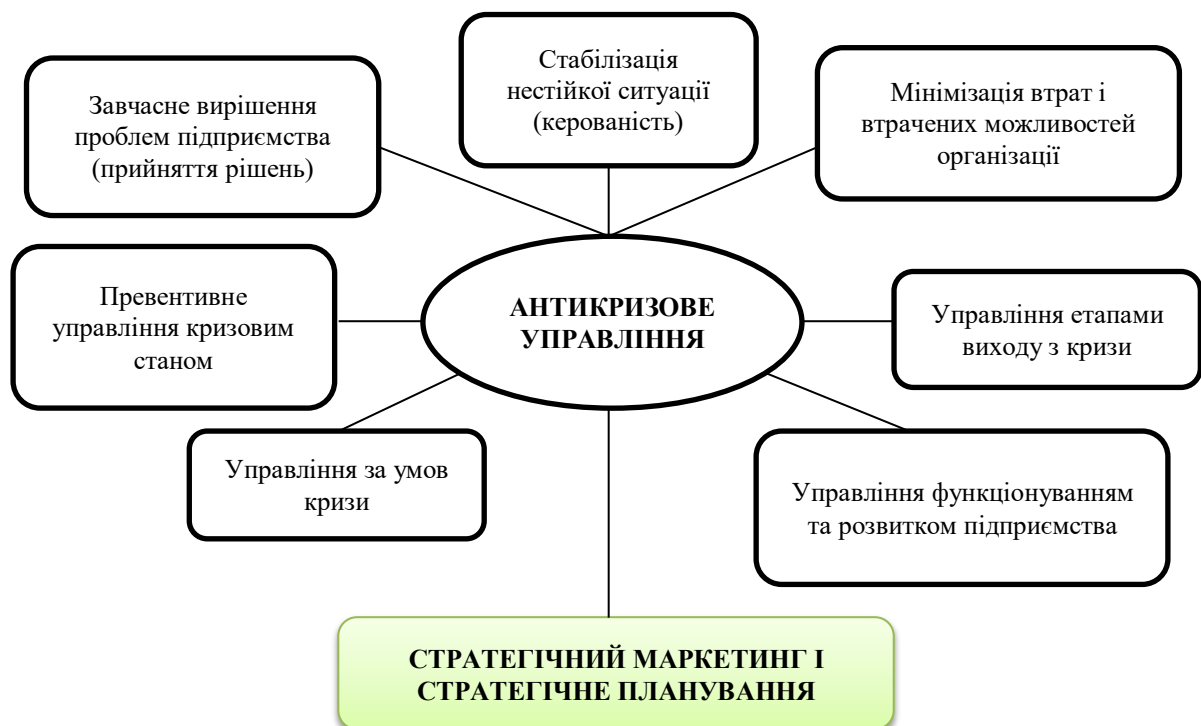 Завчасне вирішення
проблем підприємства
(прийняття рішень)
Стабілізація
нестійкої ситуації
(керованість)
Мінімізація втрат і
втрачених можливостей
організації
Превентивне
управління кризовим
станом
АНТИКРИЗОВЕ
УПРАВЛІННЯ
Управління етапами
виходу з кризи
Управління за умов
кризи
Управління функціонуванням
та розвитком підприємства
СТРАТЕГІЧНИЙ МАРКЕТИНГ І
СТРАТЕГІЧНЕ ПЛАНУВАННЯ